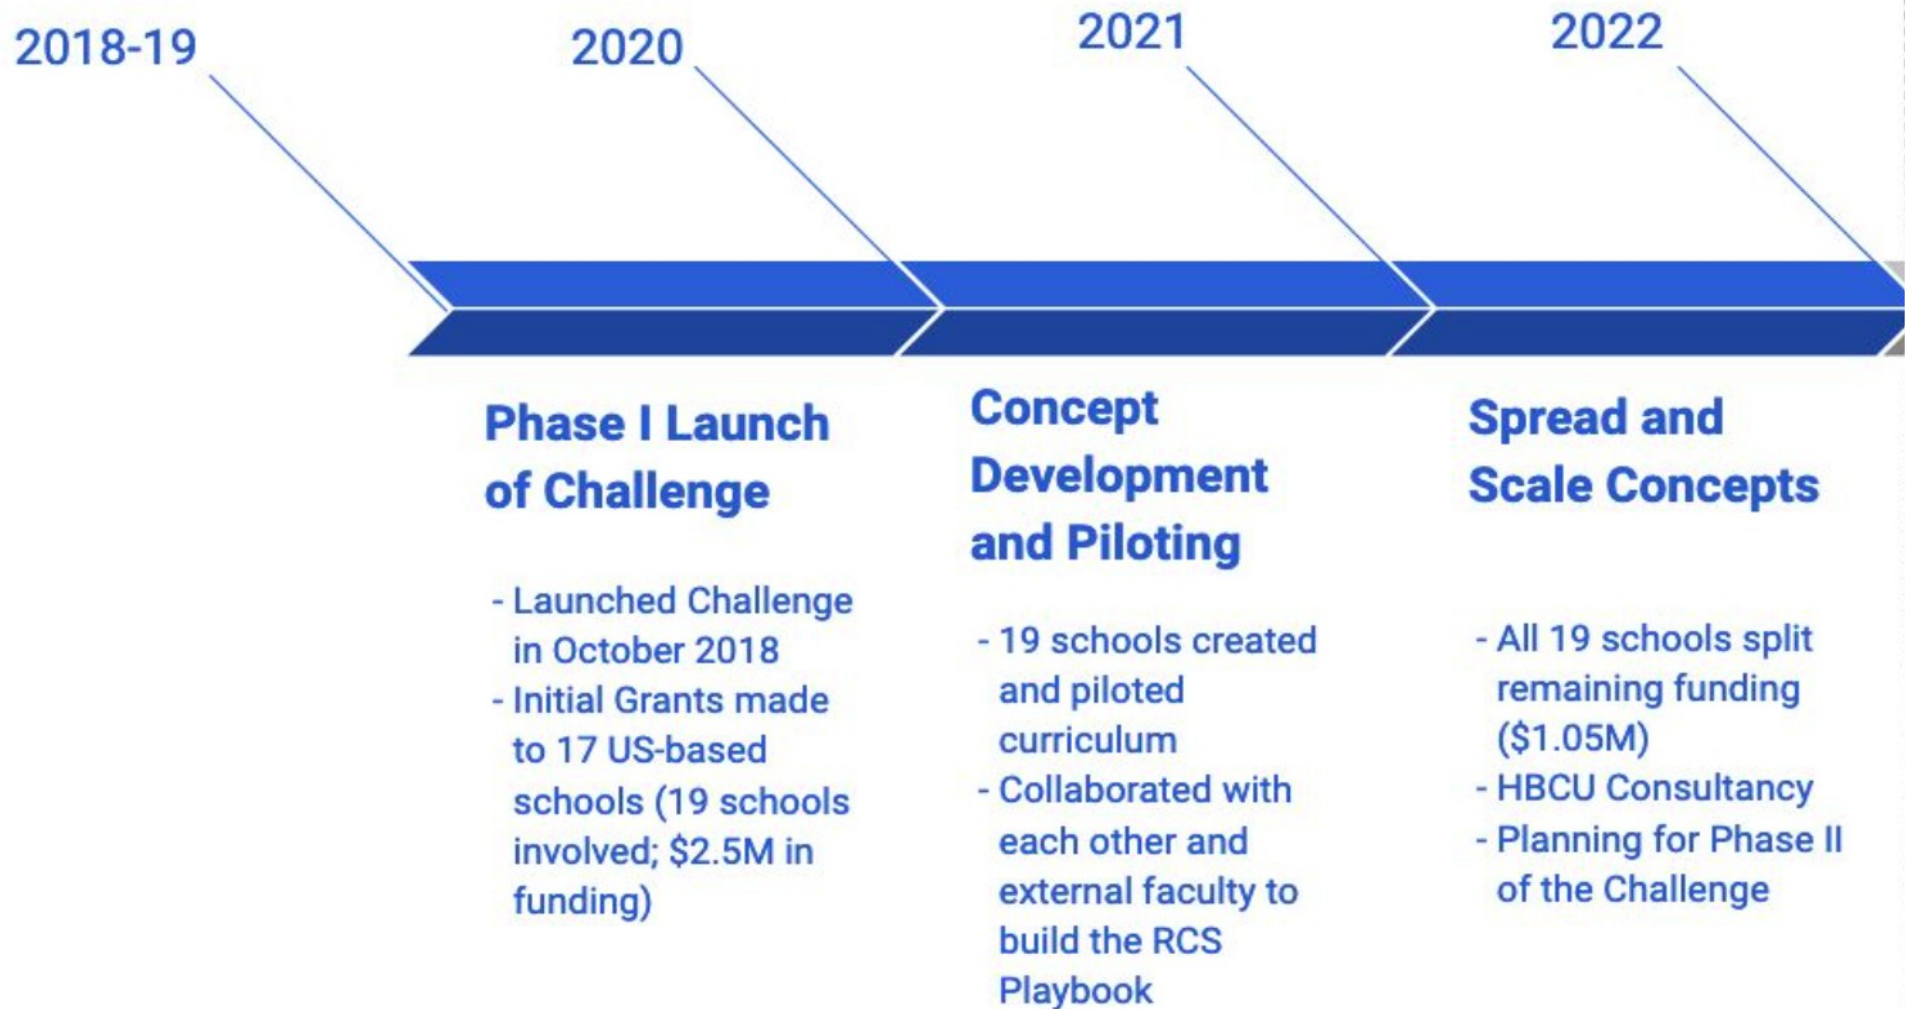 2018-19
2020
2021
2022
Phase I Launch
of Challenge
- Launched Challenge
in October 2018
- Initial Grants made
to 17 US-based
schools (19 schools
involved; $2.5M in
funding)
Concept
Development
and Piloting
- 19 schools created
and piloted
curriculum
- Collaborated with
each other and
external faculty to
build the RCS
Playbook
Spread and
Scale Concepts
- All 19 schools split
remaining funding
($1.05M)
- HBCU Consultancy
- Planning for Phase II
of the Challenge